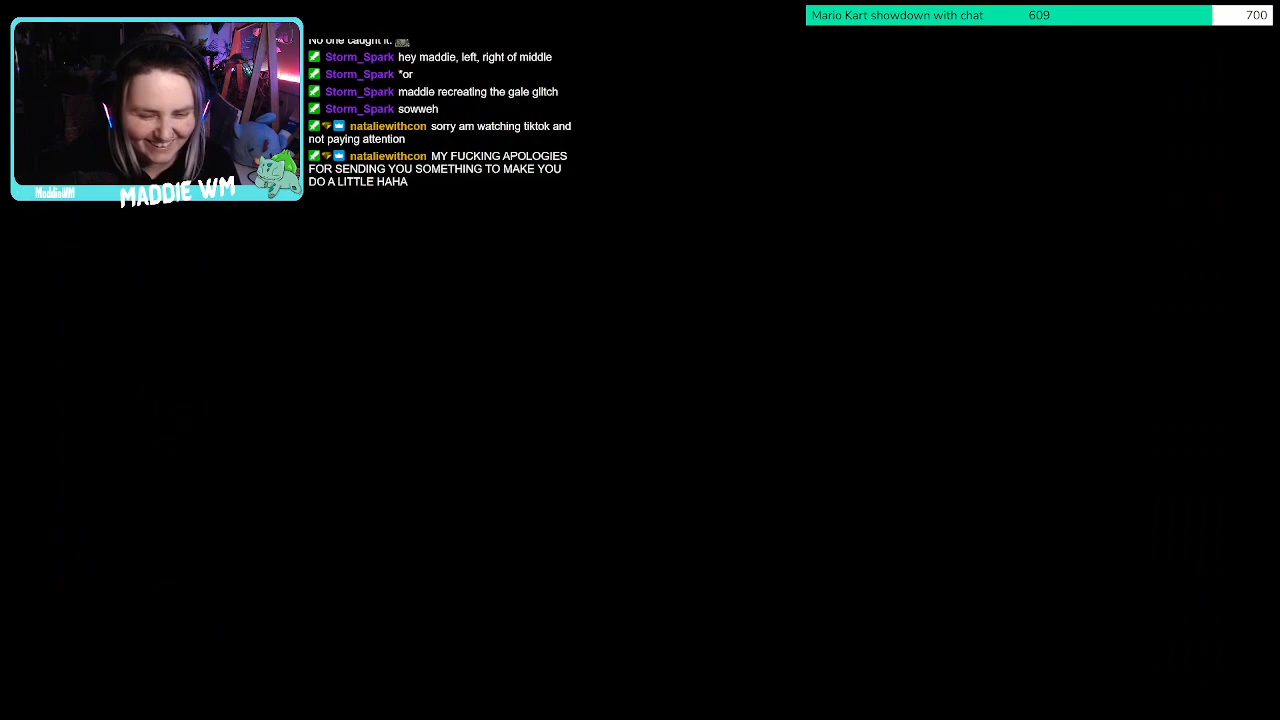 Mario Kart showdown with chat 609 700
No one caught it.
Storm_Spark hey maddie, left, right of middle
Storm_Spark *or
Storm_Spark maddle recreating the gale glitch
Storm_Spark sowweh
nataliewithcon sorry am watching tiktok and
not paying attention
nataliewithcon MY FUCKING APOLOGIES
FOR SENDING YOU SOMETHING TO MAKE YOU
DO A LITTLE HAHA
MaddieWM
MADDIE WM